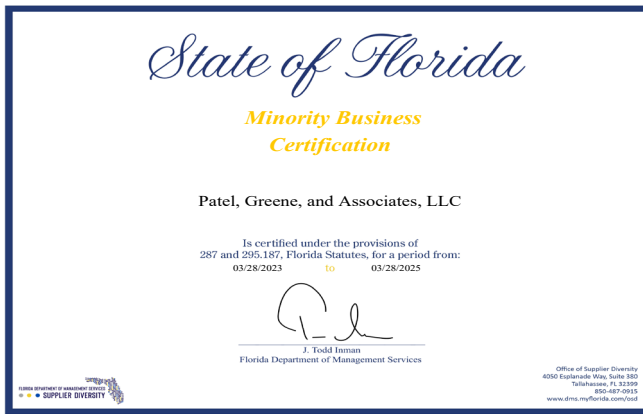 State of Florida
Minority Business
Certification
Patel, Greene, and Associates, LLC
Is certified under the provisions of
287 and 295.187, Florida Statutes, for a period from:
03/28/2023 to 03/28/2025
J. Todd Inman
Florida Department of Management Services
FLORIDA DEPARTMENT OF MANAGEMENT SERVICES
SUPPLIER DIVERSITY
Office of Supplier Diversity
4050 Esplanade Way, Suite 380
Tallahassee, FL 32399
850-487-0915
www.dms.myflorida.com/osd